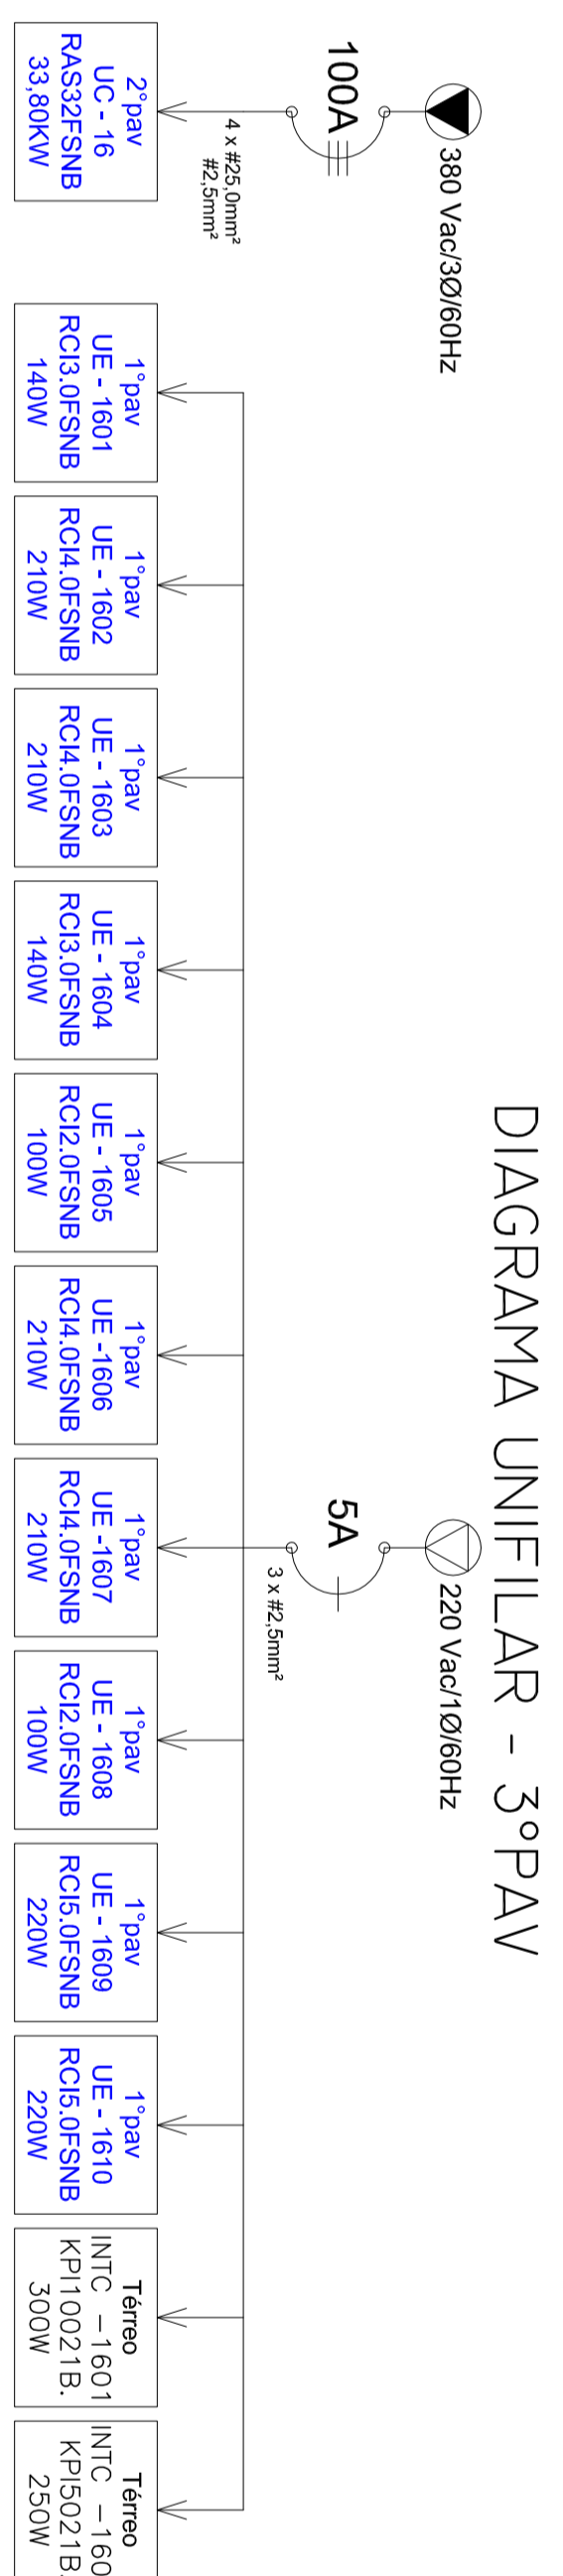 DIAGRAMA UNIFILAR - 3°PAV
380 Vac/3Ø/60Hz
100A
4 x #25,0mm²
#2,5mm²
220 Vac/1Ø/60Hz
5A
3 x #2,5mm²
2°pav
UC - 16
RAS32FSNB
33,80KW
1°pav
UE - 1601
RCI3.0FSNB
140W
1°pav
UE - 1602
RCI4.0FSNB
210W
1°pav
UE - 1603
RCI4.0FSNB
210W
1°pav
UE - 1604
RCI3.0FSNB
140W
1°pav
UE - 1605
RCI2.0FSNB
100W
1°pav
UE -1606
RCI4.0FSNB
210W
1°pav
UE -1607
RCI4.0FSNB
210W
1°pav
UE - 1608
RCI2.0FSNB
100W
1°pav
UE - 1609
RCI5.0FSNB
220W
1°pav
UE - 1610
RCI5.0FSNB
220W
Térreo
INTC -1601
KPI10021B.
300W
Térreo
INTC
KPI5021B.
250W